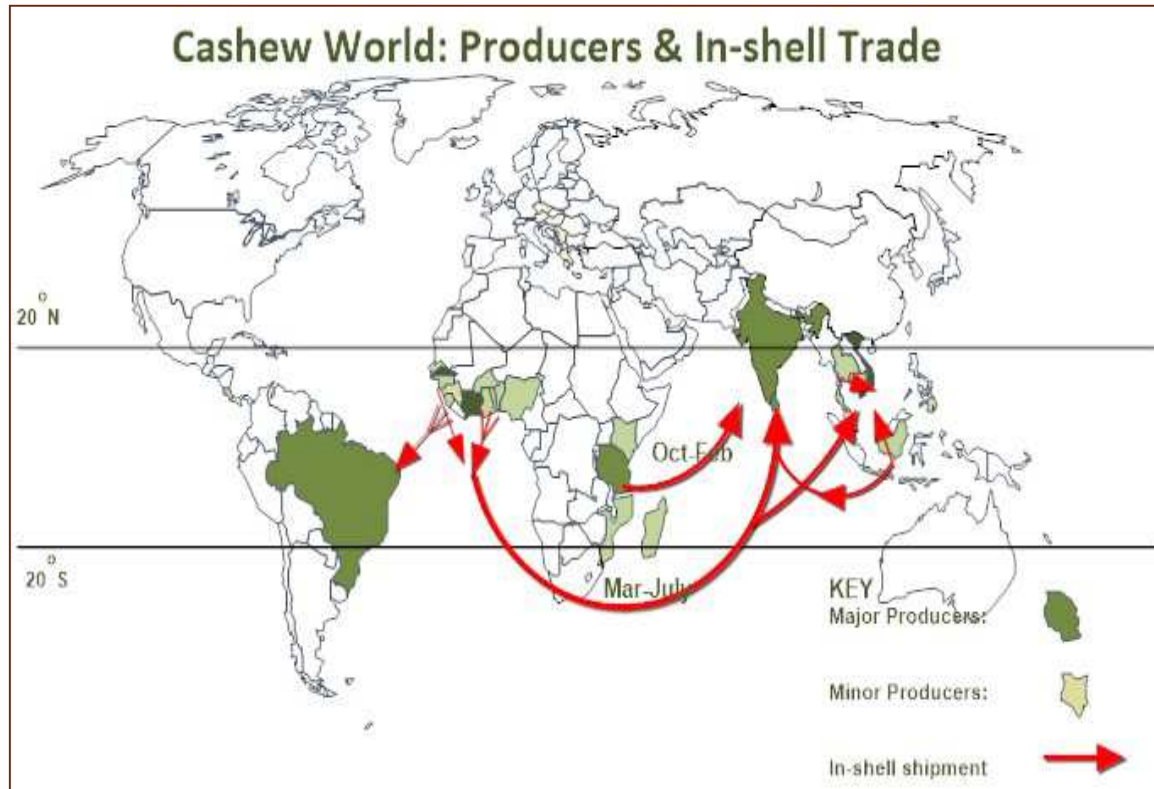 Cashew World: Producers & In-shell Trade
o
20 N
Oct-Feb
o
20 S
Mar-July
KEY
Major Producers:
Minor Producers:
In-shell shipment